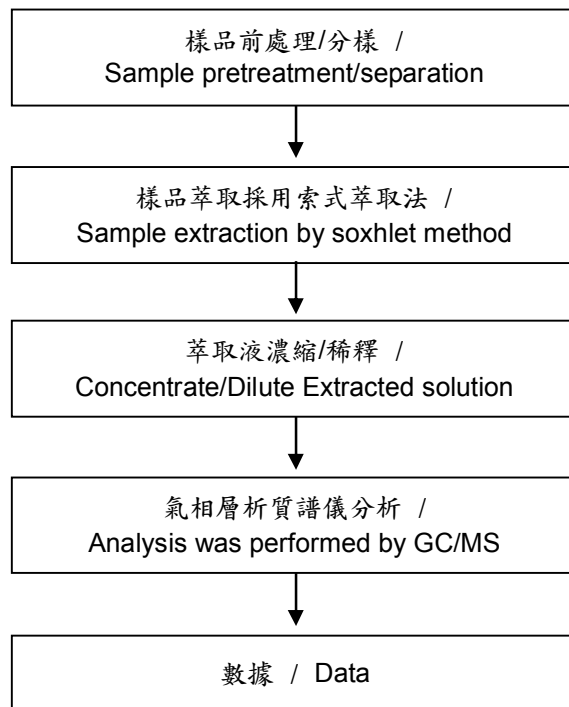 樣品前處理/分樣 /
Sample pretreatment/separation
樣品萃取採用索式萃取法 /
Sample extraction by soxhlet method
萃取液濃縮/稀釋 /
Concentrate/Dilute Extracted solution
氣相層析質譜儀分析 /
Analysis was performed by GC/MS
數據 / Data